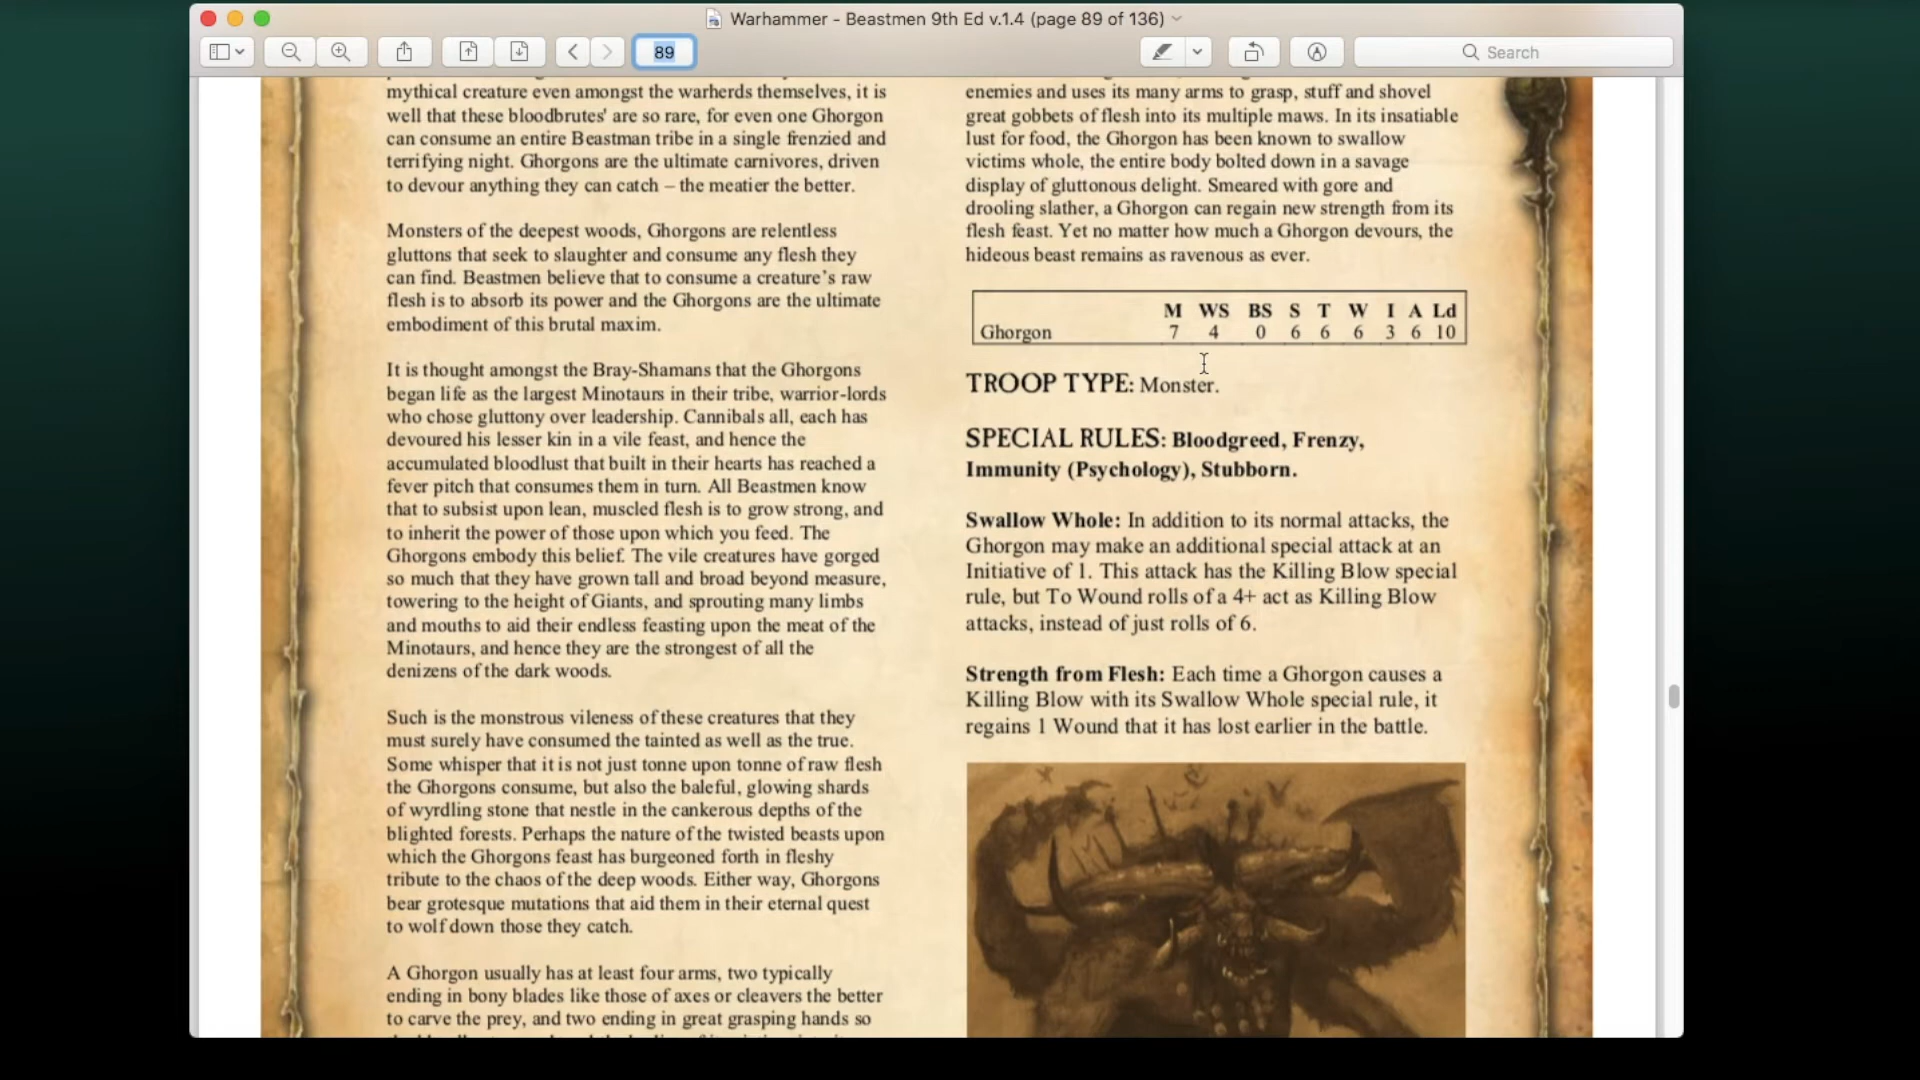 Warhammer - Beastmen 9th Ed v.1.4 (page 89 of 136)
89
Search
mythical creature even amongst the warherds themselves, it is
well that these bloodbrutes' are so rare, for even one Ghorgon
can consume an entire Beastman tribe in a single frenzied and
terrifying night. Ghorgons are the ultimate carnivores, driven
to devour anything they can catch – the meatier the better.
Monsters of the deepest woods, Ghorgons are relentless
gluttons that seek to slaughter and consume any flesh they
can find. Beastmen believe that to consume a creature's raw
flesh is to absorb its power and the Ghorgons are the ultimate
embodiment of this brutal maxim.
It is thought amongst the Bray-Shamans that the Ghorgons
began life as the largest Minotaurs in their tribe, warrior-lords
who chose gluttony over leadership. Cannibals all, each has
devoured his lesser kin in a vile feast, and hence the
accumulated bloodlust that built in their hearts has reached a
fever pitch that consumes them in turn. All Beastmen know
that to subsist upon lean, muscled flesh is to grow strong, and
to inherit the power of those upon which you feed. The
Ghorgons embody this belief. The vile creatures have gorged
so much that they have grown tall and broad beyond measure,
towering to the height of Giants, and sprouting many limbs
and mouths to aid their endless feasting upon the meat of the
Minotaurs, and hence they are the strongest of all the
denizens of the dark woods.
Such is the monstrous vileness of these creatures that they
must surely have consumed the tainted as well as the true.
Some whisper that it is not just tonne upon tonne of raw flesh
the Ghorgons consume, but also the baleful, glowing shards
of wyrdling stone that nestle in the cankerous depths of the
blighted forests. Perhaps the nature of the twisted beasts upon
which the Ghorgons feast has burgeoned forth in fleshy
tribute to the chaos of the deep woods. Either way, Ghorgons
bear grotesque mutations that aid them in their eternal quest
to wolf down those they catch.
A Ghorgon usually has at least four arms, two typically
ending in bony blades like those of axes or cleavers the better
to carve the prey, and two ending in great grasping hands so
enemies and uses its many arms to grasp, stuff and shovel
great gobbets of flesh into its multiple maws. In its insatiable
lust for food, the Ghorgon has been known to swallow
victims whole, the entire body bolted down in a savage
display of gluttonous delight. Smeared with gore and
drooling slather, a Ghorgon can regain new strength from its
flesh feast. Yet no matter how much a Ghorgon devours, the
hideous beast remains as ravenous as ever.
M WS BS S T W I A Ld
Ghorgon 7 4 0 6 6 6 3 6 10
TROOP TYPE: Monster.
SPECIAL RULES: Bloodgreed, Frenzy,
Immunity (Psychology), Stubborn.
Swallow Whole: In addition to its normal attacks, the
Ghorgon may make an additional special attack at an
Initiative of 1. This attack has the Killing Blow special
rule, but To Wound rolls of a 4+ act as Killing Blow
attacks, instead of just rolls of 6.
Strength from Flesh: Each time a Ghorgon causes a
Killing Blow with its Swallow Whole special rule, it
regains 1 Wound that it has lost earlier in the battle.